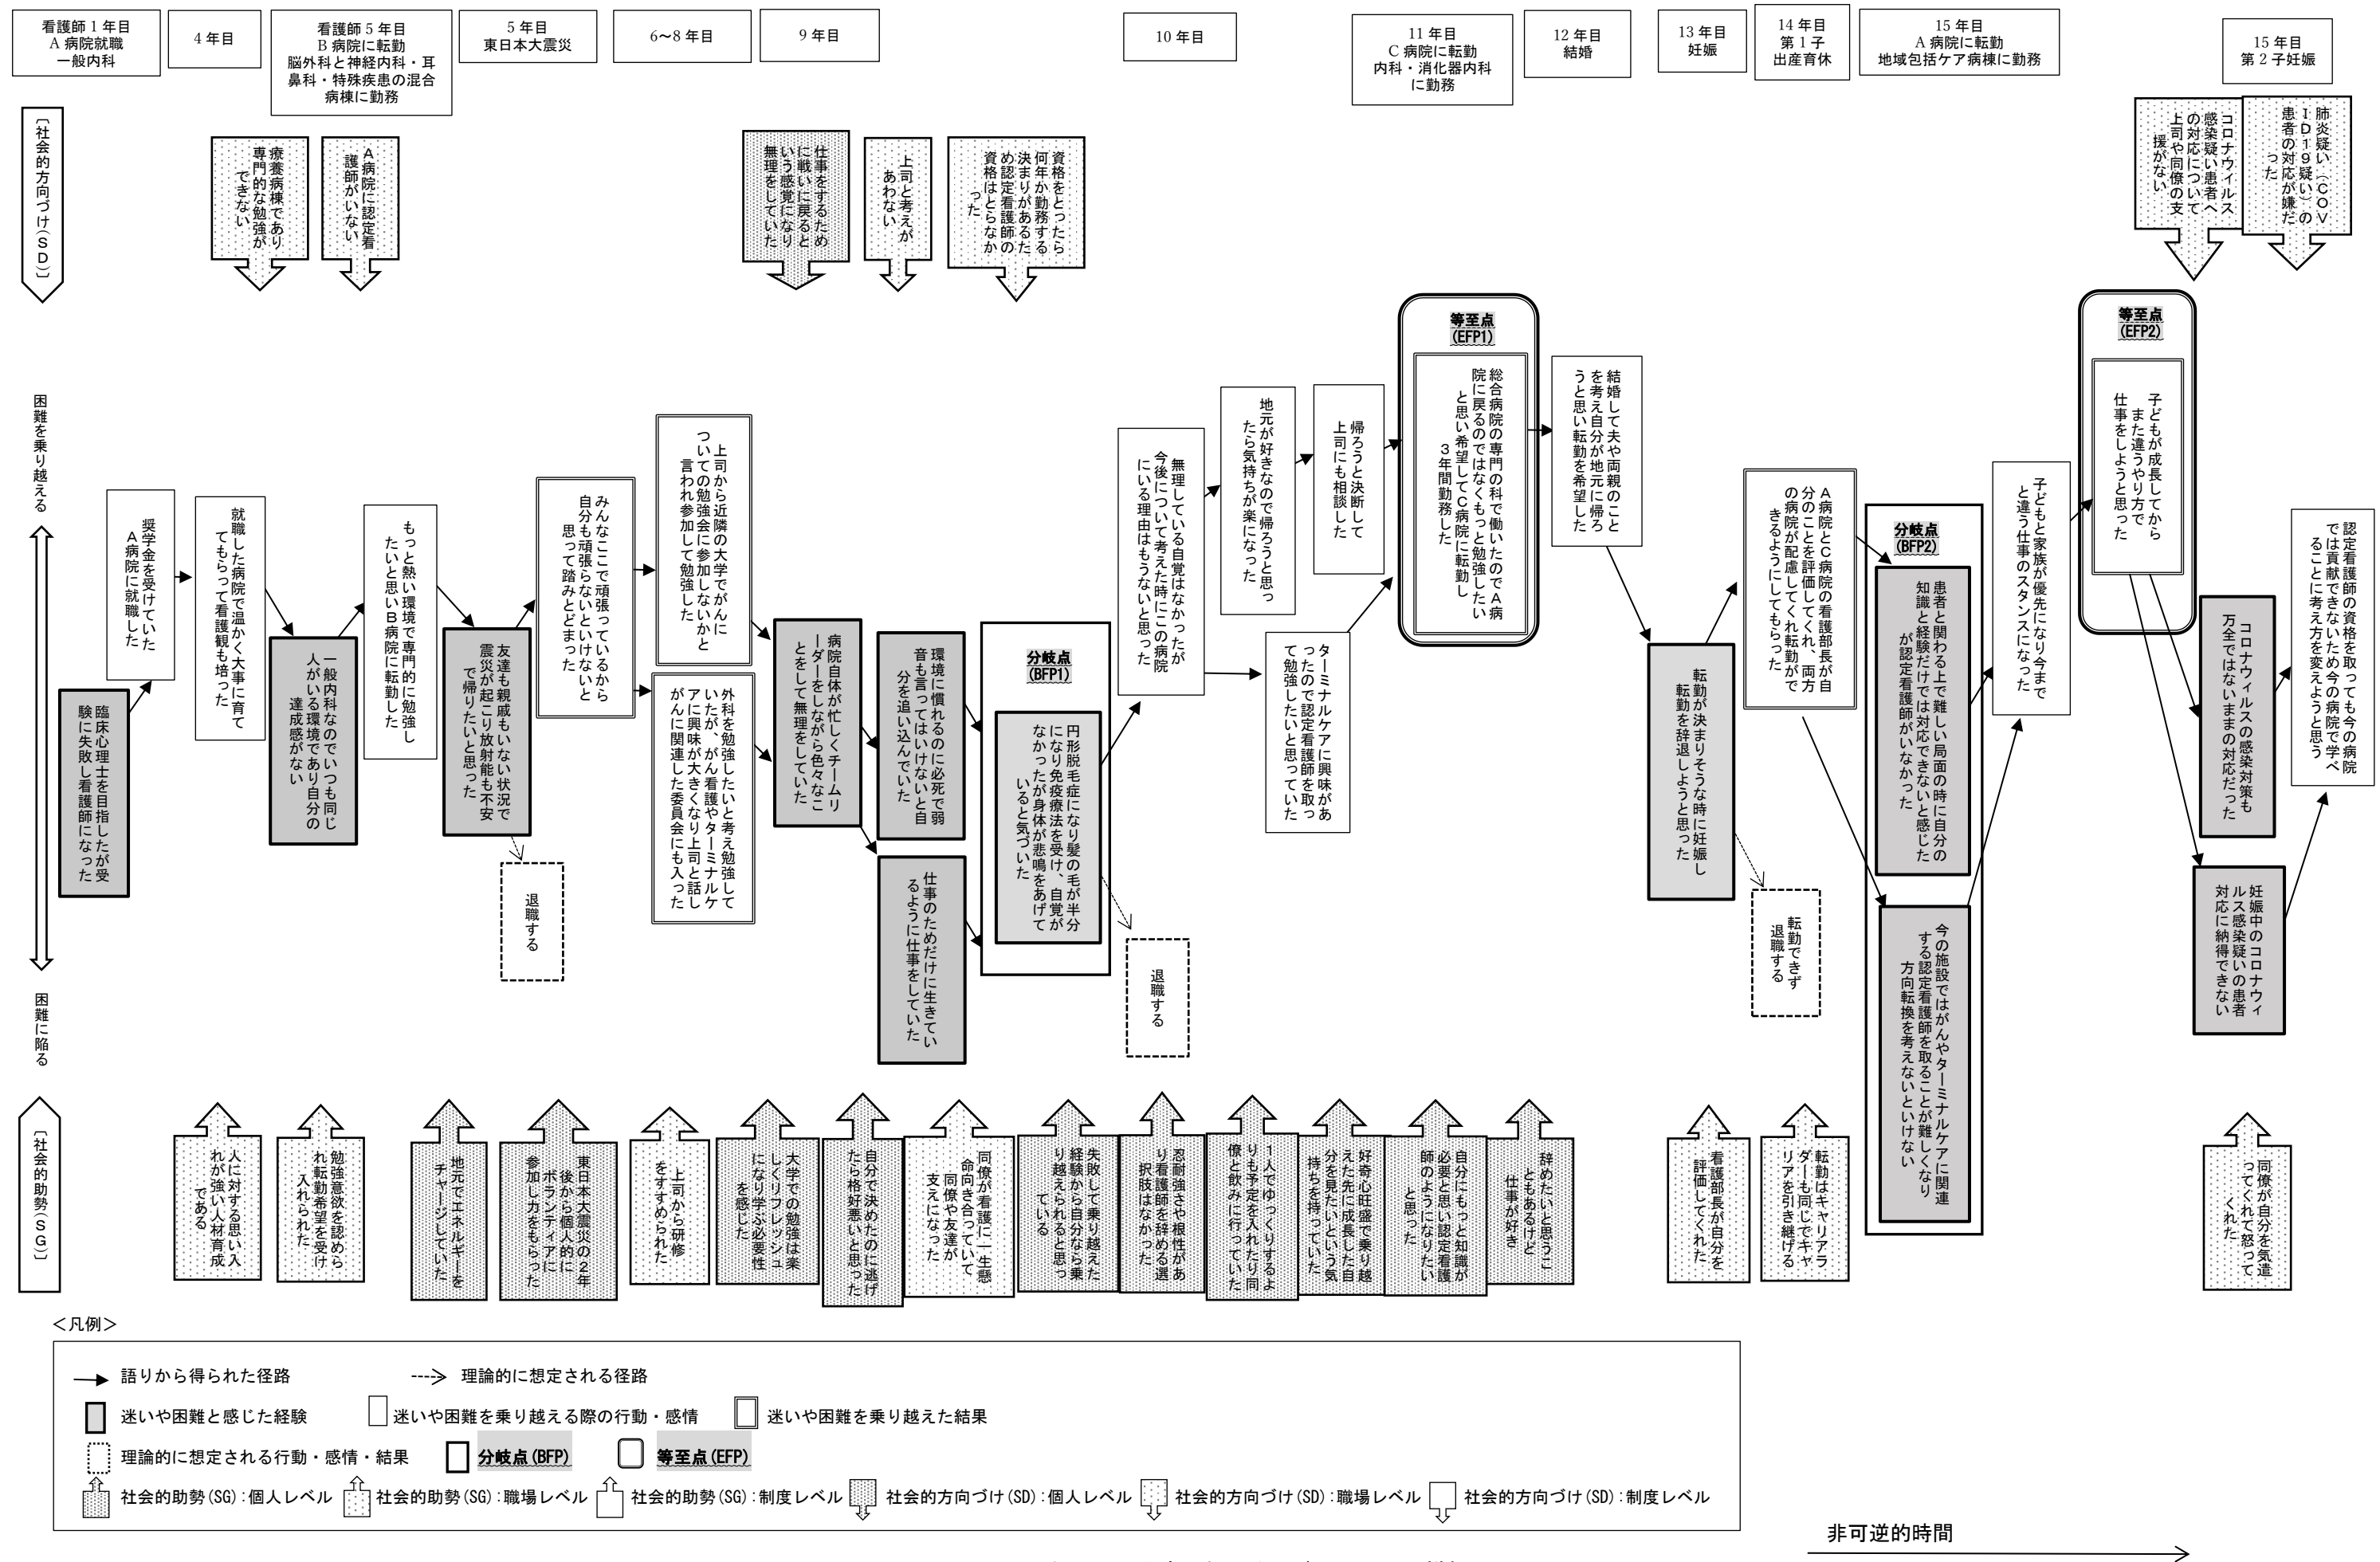 看護師１年目
A 病院就職
一般内科
４年目
看護師５年目
B 病院に転勤
脳外科と神経内科・耳
鼻科・特殊疾患の混合
病棟に勤務
５年目
東日本大震災
6～8 年目
９年目
10 年目
11 年目
C 病院に転勤
内科・消化器内科
に勤務
12 年目
結婚
13 年目
妊娠
14 年目
第１子
出産育休
15 年目
A 病院に転勤
地域包括ケア病棟に勤務
15 年目
第２子妊娠
〔社会的方向づけ（ＳＤ）〕
療養病棟であり
専門的な勉強が
できない
Ａ病院に認定看
護師がいない
仕事をするため
に戦いに戻ると
いう感覚になり
無理をしていた
上司と考えが
あわない
資格をとったら
何年か勤務する
決まりがあるた
め認定看護師の
資格はとらなか
った
コロナウィルス
感染疑い患者へ
の対応について
上司や同僚の支
援がない
肺炎疑い（ＣＯＶ
ＩＤ１９疑い）の
患者の対応が嫌だ
った
困難を乗り越える
困難に陥る
臨床心理士を目指したが受
験に失敗し看護師になった
奨学金を受けていた
Ａ病院に就職した
就職した病院で温かく大事に育て
てもらって看護観も培った
一般内科なのでいつも同じ
人がいる環境であり自分の
達成感がない
もっと熱い環境で専門的に勉強し
たいと思いＢ病院に転勤した
友達も親戚もいない状況で
震災が起こり放射能も不安
で帰りたいと思った
退職する
みんなここで頑張っているから
自分も頑張らないといけないと
思って踏みとどまった
上司から近隣の大学でがんに
ついての勉強会に参加しないかと
言われ参加して勉強した
外科を勉強したいと考え勉強して
いたが、がん看護やターミナルケ
アに興味が大きくなり上司と話し
がんに関連した委員会にも入った
病院自体が忙しくチームリ
ーダーをしながら色々なこ
とをして無理をしていた
環境に慣れるのに必死で弱
音も言ってはいけないと自
分を追い込んでいた
仕事のためだけに生きてい
るように仕事をしていた
分岐点
(BFP1)
円形脱毛症になり髪の毛が半分
になり免疫療法を受け、自覚が
なかったが身体が悲鳴をあげて
いると気づいた
退職する
無理している自覚はなかったが
今後について考えた時にこの病院
にいる理由はもうないと思った
地元が好きなので帰ろうと思っ
たら気持ちが楽になった
ターミナルケアに興味があ
ったので認定看護師を取っ
て勉強したいと思っていた
帰ろうと決断して
上司にも相談した
等至点
(EFP1)
総合病院の専門の科で働いたのでＡ病
院に戻るのではなくもっと勉強したい
と思い希望してＣ病院に転勤し
３年間勤務した
結婚して夫や両親のこと
を考え自分が地元に帰ろ
うと思い転勤を希望した
転勤が決まりそうな時に妊娠し
転勤を辞退しようと思った
転勤できず
退職する
Ａ病院とＣ病院の看護部長が自
分のことを評価してくれ、両方
の病院が配慮してくれ転勤がで
きるようにしてもらった
分岐点
(BFP2)
患者と関わる上で難しい局面の時に自分の
知識と経験だけでは対応できないと感じた
が認定看護師がいなかった
今の施設ではがんやターミナルケアに関連
する認定看護師を取ることが難しくなり
方向転換を考えないといけない
子どもと家族が優先になり今まで
と違う仕事のスタンスになった
等至点
(EFP2)
子どもが成長してから
また違うやり方で
仕事をしようと思った
コロナウィルスの感染対策も
万全ではないままの対応だった
妊娠中のコロナウィ
ルス感染疑いの患者
対応に納得できない
認定看護師の資格を取っても今の病院
では貢献できないため今の病院で学べ
ることに考え方を変えようと思う
〔社会的助勢（ＳＧ）〕
人に対する思い入
れが強い人材育成
である
勉強意欲を認めら
れ転勤希望を受け
入れられた
地元でエネルギーを
チャージしていた
東日本大震災の２年
後から個人的に
ボランティアに
参加し力をもらった
上司から研修
をすすめられた
大学での勉強は楽
しくリフレッシュ
になり学ぶ必要性
を感じた
自分で決めたのに逃げ
たら格好悪いと思った
同僚が看護に一生懸
命向き合っていて
同僚や友達が
支えになった
失敗して乗り越えた
経験から自分なら乗
り越えられると思っ
ている
忍耐強さや根性があ
り看護師を辞める選
択肢はなかった
１人でゆっくりするよ
りも予定を入れたり同
僚と飲みに行っていた
好奇心旺盛で乗り越
えた先に成長した自
分を見たいという気
持ちを持っていた
自分にもっと知識が
必要と思い認定看護
師のようになりたい
と思った
辞めたいと思うこ
ともあるけど
仕事が好き
看護部長が自分を
評価してくれた
転勤はキャリアラ
ダーも同じでキャ
リアを引き継げる
同僚が自分を気遣
ってくれて怒って
くれた
＜凡例＞
語りから得られた経路 理論的に想定される経路
迷いや困難と感じた経験 迷いや困難を乗り越える際の行動・感情 迷いや困難を乗り越えた結果
理論的に想定される行動・感情・結果 分岐点(BFP) 等至点(EFP)
社会的助勢(SG)：個人レベル 社会的助勢(SG)：職場レベル 社会的助勢(SG)：制度レベル 社会的方向づけ(SD)：個人レベル 社会的方向づけ(SD)：職場レベル 社会的方向づけ(SD)：制度レベル
非可逆的時間